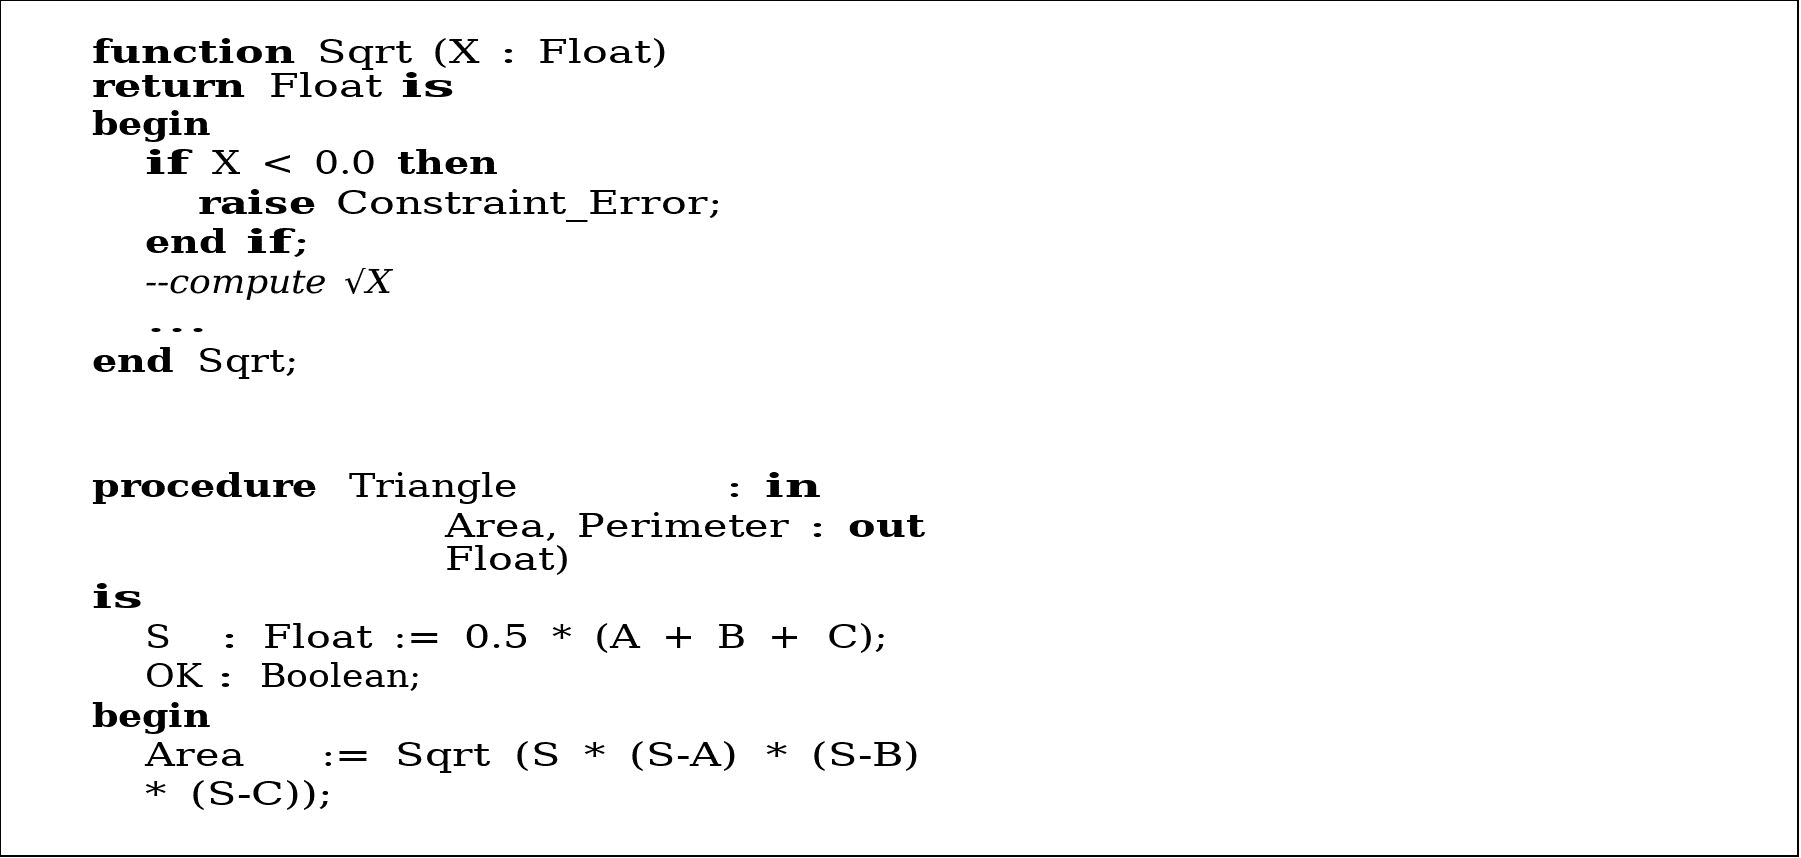 function Sqrt (X : Float)
return Float is
begin
if X < 0.0 then
raise Constraint_Error;
end if;
--compute √X
...
end Sqrt;
procedure Triangle : in
Area, Perimeter : out
Float)
is
S : Float := 0.5 * (A + B + C);
OK : Boolean;
begin
Area := Sqrt (S * (S-A) * (S-B)
* (S-C));